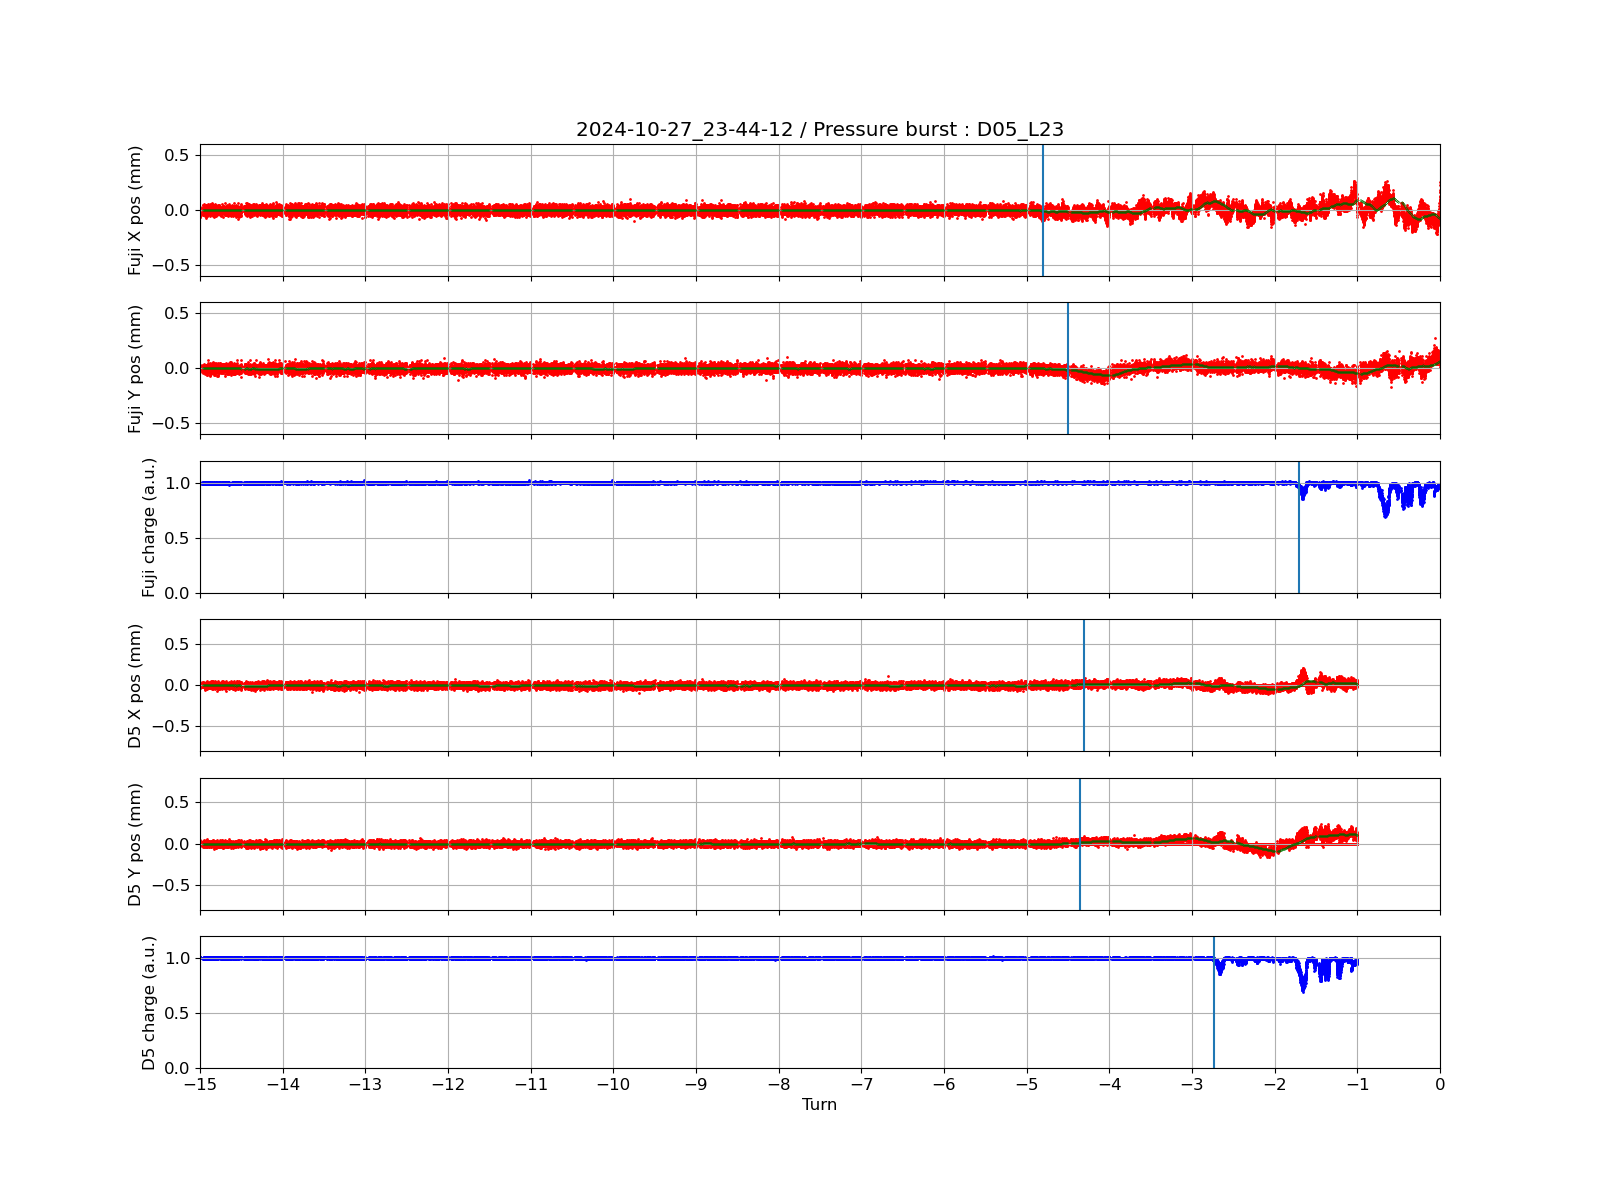 2024-10-27_23-44-12 / Pressure burst : D05_L23
Fuji X pos (mm)
0.5
0.0
−0.5
Fuji Y pos (mm)
0.5
0.0
−0.5
Fuji charge (a.u.)
1.0
0.5
0.0
D5 X pos (mm)
0.5
0.0
−0.5
D5 Y pos (mm)
0.5
0.0
−0.5
D5 charge (a.u.)
1.0
0.5
0.0
−15 −14 −13 −12 −11 −10 −9 −8 −7 −6 −5 −4 −3 −2 −1 0
Turn